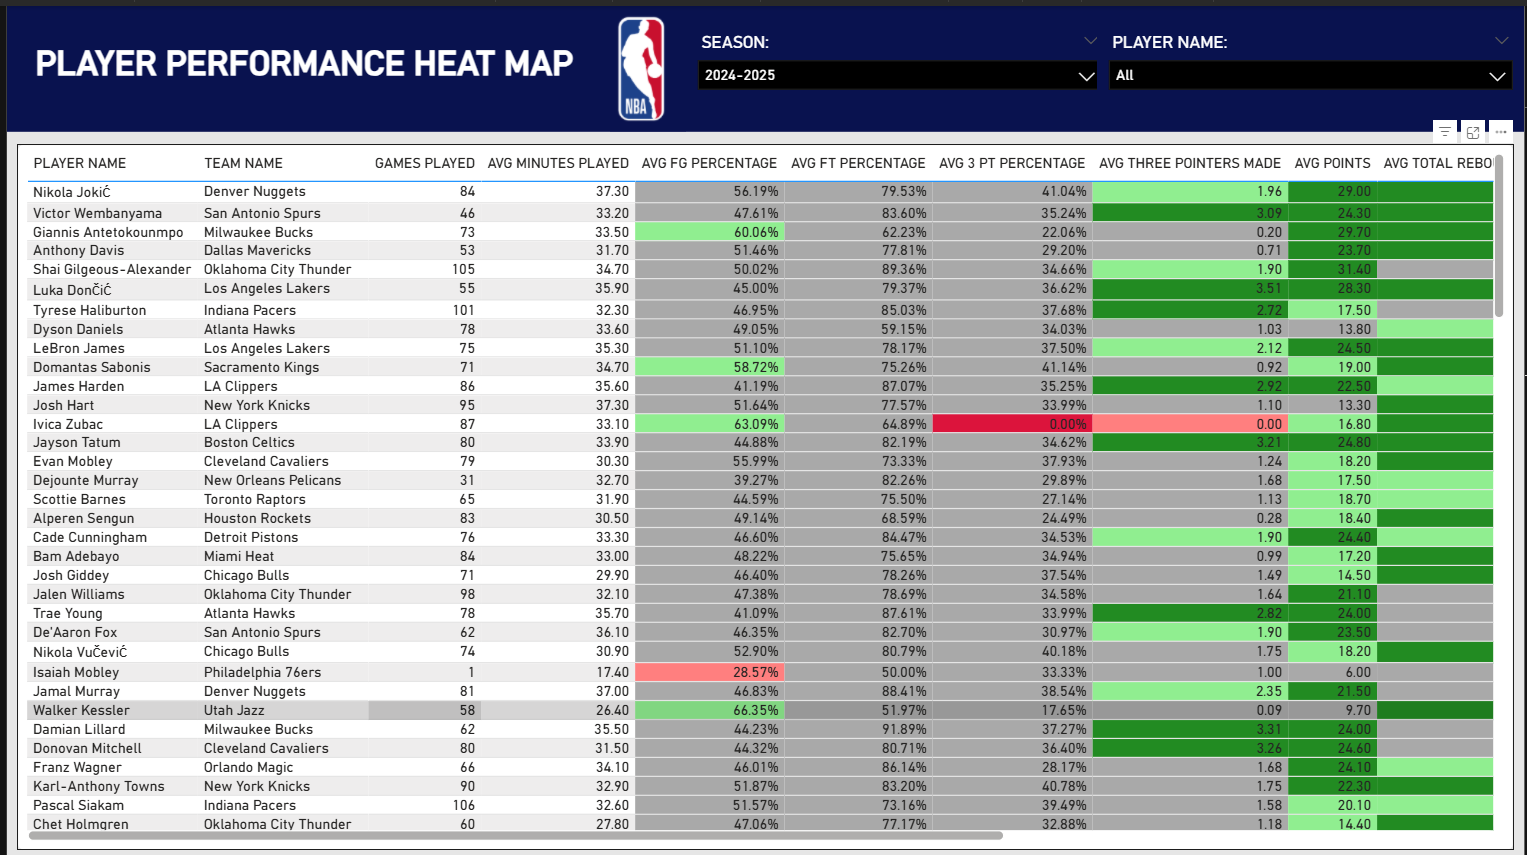 PLAYER PERFORMANCE HEAT MAP
NBA
SEASON:
2024-2025
PLAYER NAME:
All
PLAYER NAME TEAM NAME GAMES PLAYED AVG MINUTES PLAYED AVG FG PERCENTAGE AVG FT PERCENTAGE AVG 3 PT PERCENTAGE AVG THREE POINTERS MADE AVG POINTS AVG TOTAL REBO
Nikola Jokić Denver Nuggets 84 37.30 56.19% 79.53% 41.04% 1.96 29.00
Victor Wembanyama San Antonio Spurs 46 33.20 47.61% 83.60% 35.24% 3.09 24.30
Giannis Antetokounmpo Milwaukee Bucks 73 33.50 60.06% 62.23% 22.06% 0.20 29.70
Anthony Davis Dallas Mavericks 53 31.70 51.46% 77.81% 29.20% 0.71 23.70
Shai Gilgeous-Alexander Oklahoma City Thunder 105 34.70 50.02% 89.36% 34.66% 1.90 31.40
Luka Dončić Los Angeles Lakers 55 35.90 45.00% 79.37% 36.62% 3.51 28.30
Tyrese Haliburton Indiana Pacers 101 32.30 46.95% 85.03% 37.68% 2.72 17.50
Dyson Daniels Atlanta Hawks 78 33.60 49.05% 59.15% 34.03% 1.03 13.80
LeBron James Los Angeles Lakers 75 35.30 51.10% 78.17% 37.50% 2.12 24.50
Domantas Sabonis Sacramento Kings 71 34.70 58.72% 75.26% 41.14% 0.92 19.00
James Harden LA Clippers 86 35.60 41.19% 87.07% 35.25% 2.92 22.50
Josh Hart New York Knicks 95 37.30 51.64% 77.57% 33.99% 1.10 13.30
Ivica Zubac LA Clippers 87 33.10 63.09% 64.89% 0.00% 0.00 16.80
Jayson Tatum Boston Celtics 80 33.90 44.88% 82.19% 34.62% 3.21 24.80
Evan Mobley Cleveland Cavaliers 79 30.30 55.99% 73.33% 37.93% 1.24 18.20
Dejounte Murray New Orleans Pelicans 31 32.70 39.27% 82.26% 29.89% 1.68 17.50
Scottie Barnes Toronto Raptors 65 31.90 44.59% 75.50% 27.14% 1.13 18.70
Alperen Sengun Houston Rockets 83 30.50 49.14% 68.59% 24.49% 0.28 18.40
Cade Cunningham Detroit Pistons 76 33.30 46.60% 84.47% 34.53% 1.90 24.40
Bam Adebayo Miami Heat 84 33.00 48.22% 75.65% 34.94% 0.99 17.20
Josh Giddey Chicago Bulls 71 29.90 46.40% 78.26% 37.54% 1.49 14.50
Jalen Williams Oklahoma City Thunder 98 32.10 47.38% 78.69% 34.58% 1.64 21.10
Trae Young Atlanta Hawks 78 35.70 41.09% 87.61% 33.99% 2.82 24.00
De'Aaron Fox San Antonio Spurs 62 36.10 46.35% 82.70% 30.97% 1.90 23.50
Nikola Vučević Chicago Bulls 74 30.90 52.90% 80.79% 40.18% 1.75 18.20
Isaiah Mobley Philadelphia 76ers 1 17.40 28.57% 50.00% 33.33% 1.00 6.00
Jamal Murray Denver Nuggets 81 37.00 46.83% 88.41% 38.54% 2.35 21.50
Walker Kessler Utah Jazz 58 26.40 66.35% 51.97% 17.65% 0.09 9.70
Damian Lillard Milwaukee Bucks 62 35.50 44.23% 91.89% 37.27% 3.31 24.00
Donovan Mitchell Cleveland Cavaliers 80 31.50 44.32% 80.71% 36.40% 3.26 24.60
Franz Wagner Orlando Magic 66 34.10 46.01% 86.14% 28.17% 1.68 24.10
Karl-Anthony Towns New York Knicks 90 32.90 51.87% 83.20% 40.78% 1.75 22.30
Pascal Siakam Indiana Pacers 106 32.60 51.57% 73.16% 39.49% 1.58 20.10
Chet Holmgren Oklahoma City Thunder 60 27.80 47.06% 77.17% 32.88% 1.18 14.40